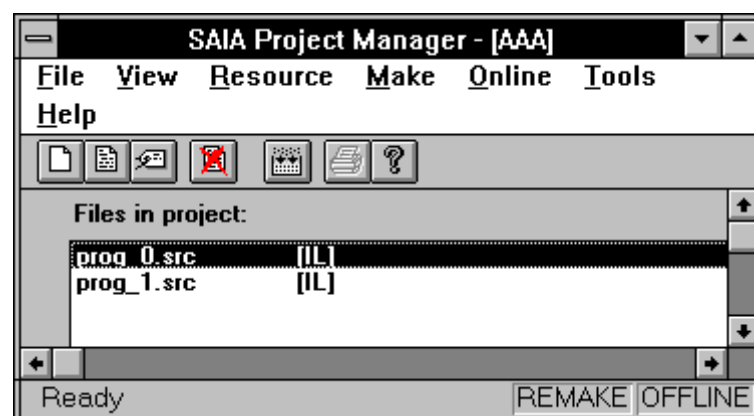 SAIA Project Manager - [AAA]
File View Resource Make Online Tools
Help
Files in project:
prog_0.src [IL]
prog_1.src [IL]
Ready REMAKE OFFLINE